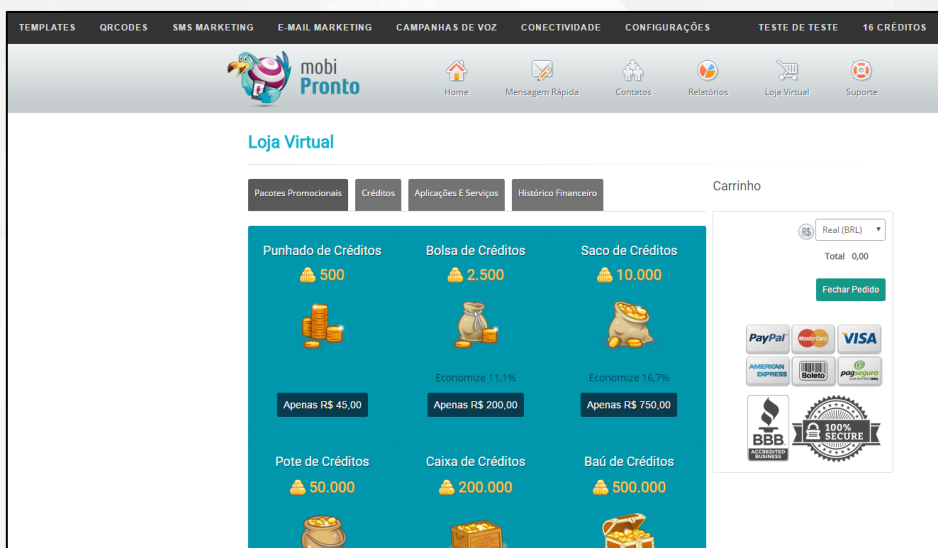 TEMPLATES QRCODES SMS MARKETING E-MAIL MARKETING CAMPANHAS DE VOZ CONECTIVIDADE CONFIGURAÇÕES TESTE DE TESTE 16 CRÉDITOS
mobi
Pronto
Home Mensagem Rápida Contatos Relatórios Loja Virtual Suporte
Loja Virtual
Pacotes Promocionais Créditos Aplicações E Serviços Histórico Financeiro
Carrinho
R$ Real (BRL)
Total 0,00
Fechar Pedido
Punhado de Créditos Bolsa de Créditos Saco de Créditos
500 2.500 10.000
Economize 11,1% Economize 16,7%
Apenas R$ 45,00 Apenas R$ 200,00 Apenas R$ 750,00
PayPal MasterCard VISA
AMERICAN EXPRESS Boleto pagseguro
BBB.
ACCREDITED
BUSINESS
100%
SECURE
Pote de Créditos Caixa de Créditos Baú de Créditos
50.000 200.000 500.000